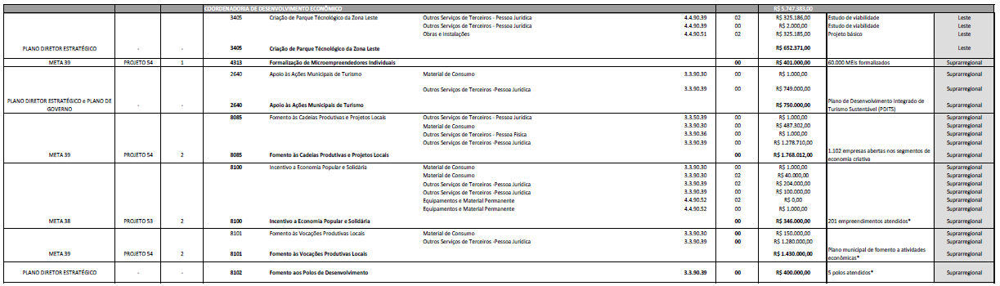 COORDENADORIA DE DESENVOLVIMENTO ECONÔMICO R$ 5.747.383,00
3405 Criação de Parque Técnológico da Zona Leste Outros Serviços de Terceiros - Pessoa Jurídica 4.4.90.39 02 R$ 325.186,00 Estudo de viabilidade Leste
Outros Serviços de Terceiros - Pessoa Jurídica 4.4.90.39 00 R$ 2.000,00 Estudo de viabilidade Leste
Obras e Instalações 4.4.90.51 02 R$ 325.185,00 Projeto básico Leste
PLANO DIRETOR ESTRATÉGICO - - 3405 Criação de Parque Técnológico da Zona Leste R$ 652.371,00 Leste
META 39 PROJETO 54 1 4313 Formalização de Microempreendedores Individuais 00 R$ 401.000,00 60.000 MEIs formalizados Suprarregional
2640 Apoio às Ações Municipais de Turismo Material de Consumo 3.3.90.30 00 R$ 1.000,00 Suprarregional
Outros Serviços de Terceiros -Pessoa Jurídica 3.3.90.39 00 R$ 749.000,00 Suprarregional
PLANO DIRETOR ESTRATÉGICO e PLANO DE
GOVERNO - - 2640 Apoio às Ações Municipais de Turismo R$ 750.000,00 Plano de Desenvolvimento Integrado de
Turismo Sustentável (PDITS) Suprarregional
8085 Fomento às Cadeias Produtivas e Projetos Locais Outros Serviços de Terceiros - Pessoa Jurídica 3.3.50.39 00 R$ 1.000,00 Suprarregional
Material de Consumo 3.3.90.30 00 R$ 487.302,00 Suprarregional
Outros Serviços de Terceiros - Pessoa Física 3.3.90.36 00 R$ 1.000,00 Suprarregional
Outros Serviços de Terceiros -Pessoa Jurídica 3.3.90.39 00 R$ 1.278.710,00 Suprarregional
META 39 PROJETO 54 2 8085 Fomento às Cadeias Produtivas e Projetos Locais 00 R$ 1.768.012,00 1.102 empresas abertas nos segmentos de
economia criativa Suprarregional
8100 Incentivo a Economia Popular e Solidária Material de Consumo 3.3.90.30 00 R$ 1.000,00 Suprarregional
Material de Consumo 3.3.90.30 02 R$ 40.000,00 Suprarregional
Outros Serviços de Terceiros -Pessoa Jurídica 3.3.90.39 02 R$ 204.000,00 Suprarregional
Outros Serviços de Terceiros -Pessoa Jurídica 3.3.90.39 00 R$ 100.000,00 Suprarregional
Equipamentos e Material Permanente 4.4.90.52 02 R$ 0,00 Suprarregional
Equipamentos e Material Permanente 4.4.90.52 00 R$ 1.000,00 Suprarregional
META 38 PROJETO 53 2 8100 Incentivo a Economia Popular e Solidária 00 R$ 346.000,00 201 empreendimentos atendidos* Suprarregional
8101 Fomento às Vocações Produtivas Locais Material de Consumo 3.3.90.30 00 R$ 150.000,00 Suprarregional
Outros Serviços de Terceiros -Pessoa Jurídica 3.3.90.39 00 R$ 1.280.000,00 Suprarregional
META 39 PROJETO 54 2 8101 Fomento às Vocações Produtivas Locais R$ 1.430.000,00 Plano municipal de fomento a atividades
econômicas* Suprarregional
PLANO DIRETOR ESTRATÉGICO - - 8102 Fomento aos Polos de Desenvolvimento 3.3.90.39 00 R$ 400.000,00 5 polos atendidos* Suprarregional